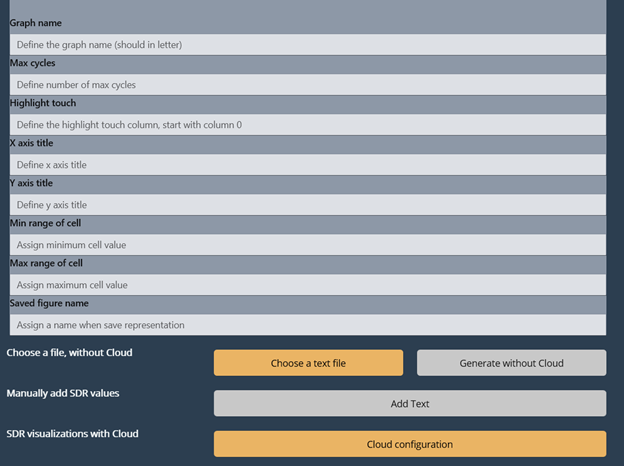 Graph name
Define the graph name (should in letter)
Max cycles
Define number of max cycles
Highlight touch
Define the highlight touch column, start with column 0
X axis title
Define x axis title
Y axis title
Define y axis title
Min range of cell
Assign minimum cell value
Max range of cell
Assign maximum cell value
Saved figure name
Assign a name when save representation
Choose a file, without Cloud
Choose a text file
Generate without Cloud
Manually add SDR values
Add Text
SDR visualizations with Cloud
Cloud configuration